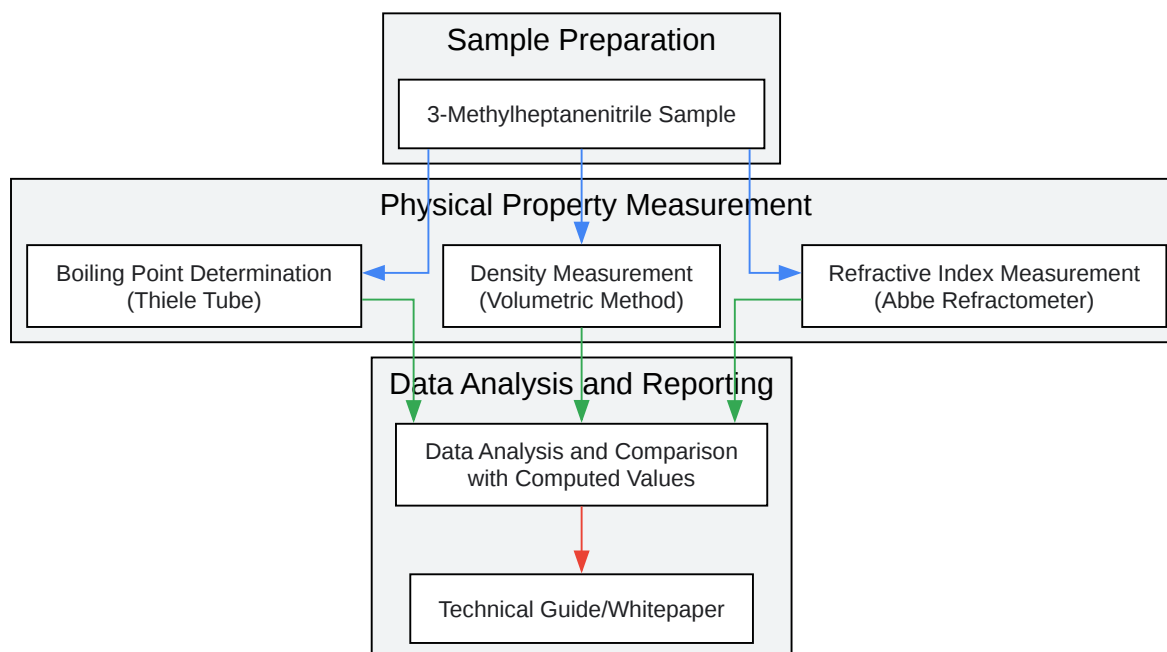 Sample Preparation
3-Methylheptanenitrile Sample
Physical Property Measurement
Boiling Point Determination
(Thiele Tube)
Density Measurement
(Volumetric Method)
Refractive Index Measurement
(Abbe Refractometer)
Data Analysis and Reporting
Data Analysis and Comparison
with Computed Values
Technical Guide/Whitepaper